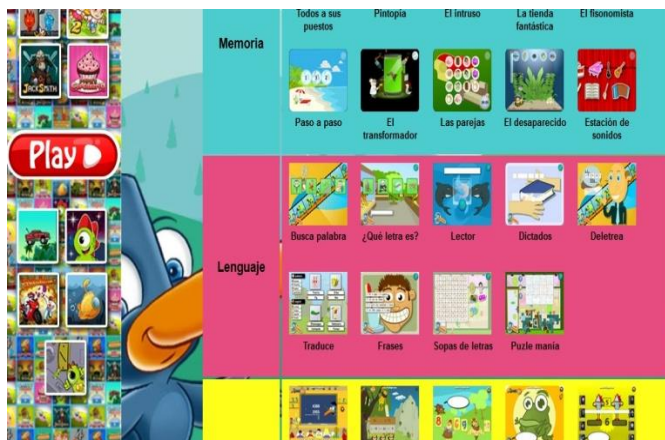 Todos a sus
puestos
Pintopía
El intruso
La tienda
fantástica
El fisonomista
Memoria
Paso a paso
El
transformador
Las parejas
El desaparecido
Estación de
sonidos
JACKSMITH
Play
Lenguaje
Busca palabra
¿Qué letra es?
Lector
Dictados
Deletrea
Traduce
Frases
Sopas de letras
Puzle manía